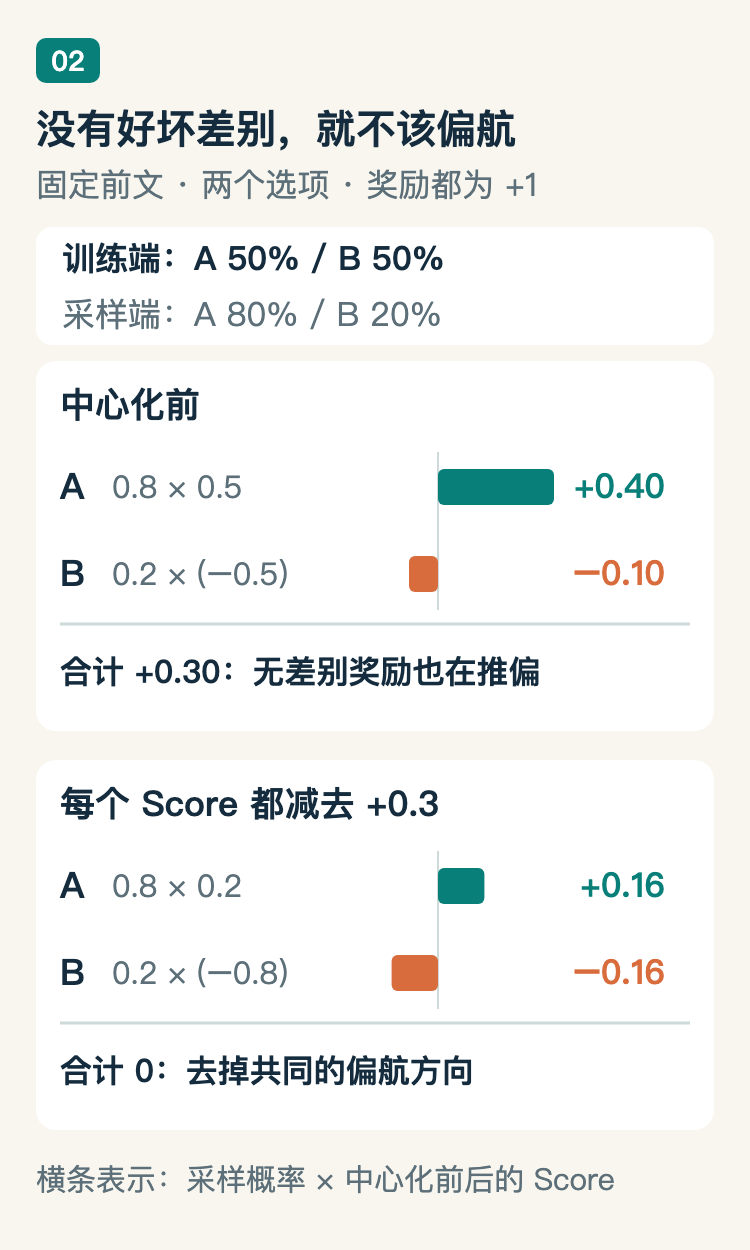 02
没有好坏差别，就不该偏航
固定前文 · 两个选项 · 奖励都为 +1
训练端：A 50% / B 50%
采样端：A 80% / B 20%
中心化前
A 0.8 × 0.5 +0.40
B 0.2 × (−0.5) −0.10
合计 +0.30：无差别奖励也在推偏
每个 Score 都减去 +0.3
A 0.8 × 0.2 +0.16
B 0.2 × (−0.8) −0.16
合计 0：去掉共同的偏航方向
横条表示：采样概率 × 中心化前后的 Score